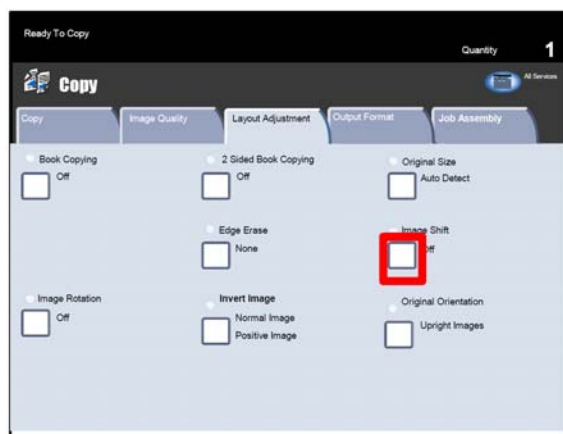 Ready To Copy
Quantity 1
Copy
All Services
Copy
Image Quality
Layout Adjustment
Output Format
Job Assembly
Book Copying
Off
2 Sided Book Copying
Off
Original Size
Auto Detect
Edge Erase
None
Image Shift
Off
Image Rotation
Off
Invert Image
Normal Image
Positive Image
Original Orientation
Upright Images